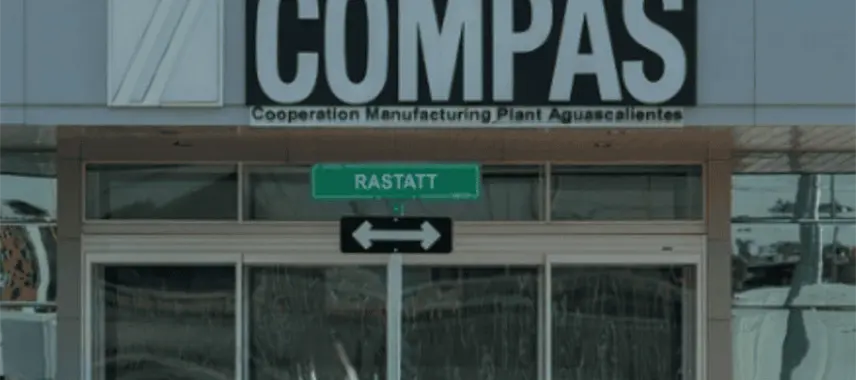 COMPAS
Cooperation Manufacturing Plant Aguascalientes
RASTATT